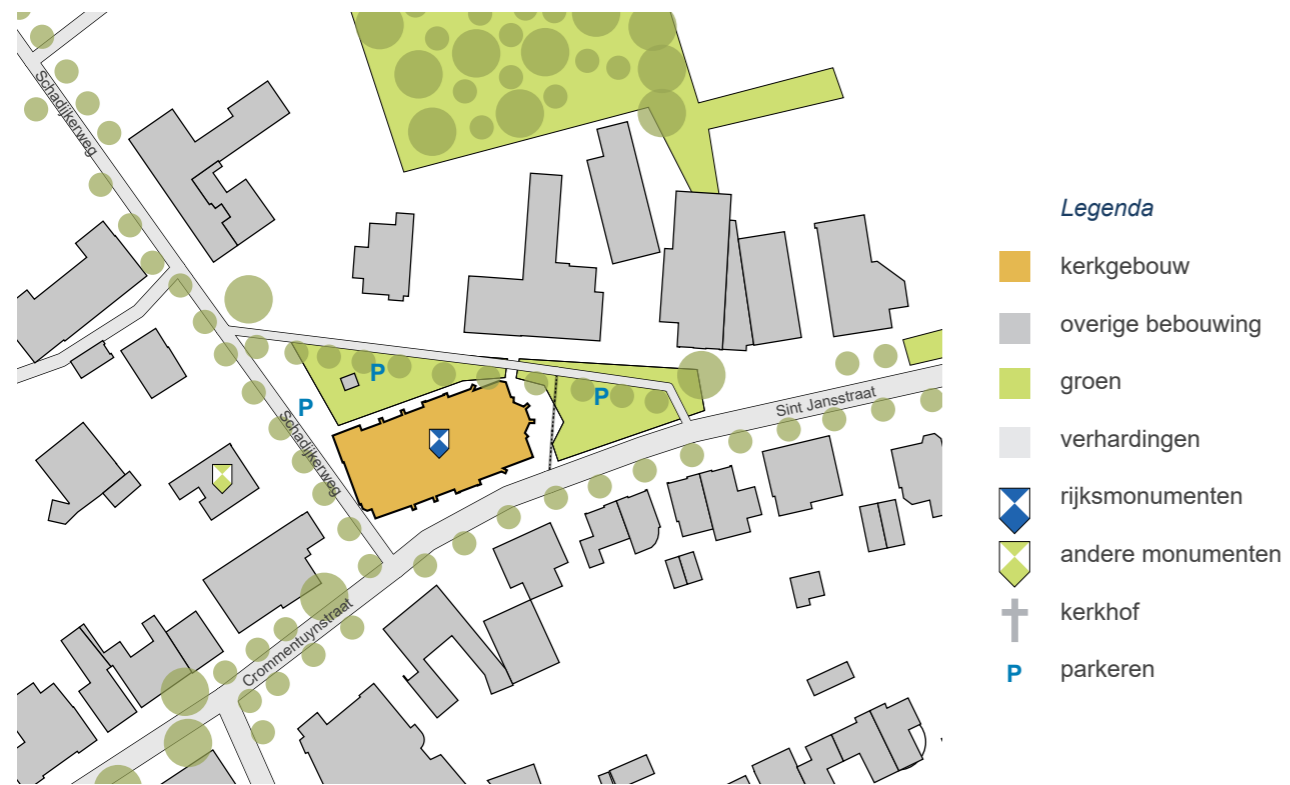 Schadijkerweg
P
P
P
Schadijkerweg
Sint Jansstraat
Crommentuynstraat
Legenda
kerkgebouw
overige bebouwing
groen
verhardingen
rijksmonumenten
andere monumenten
kerkhof
P parkeren